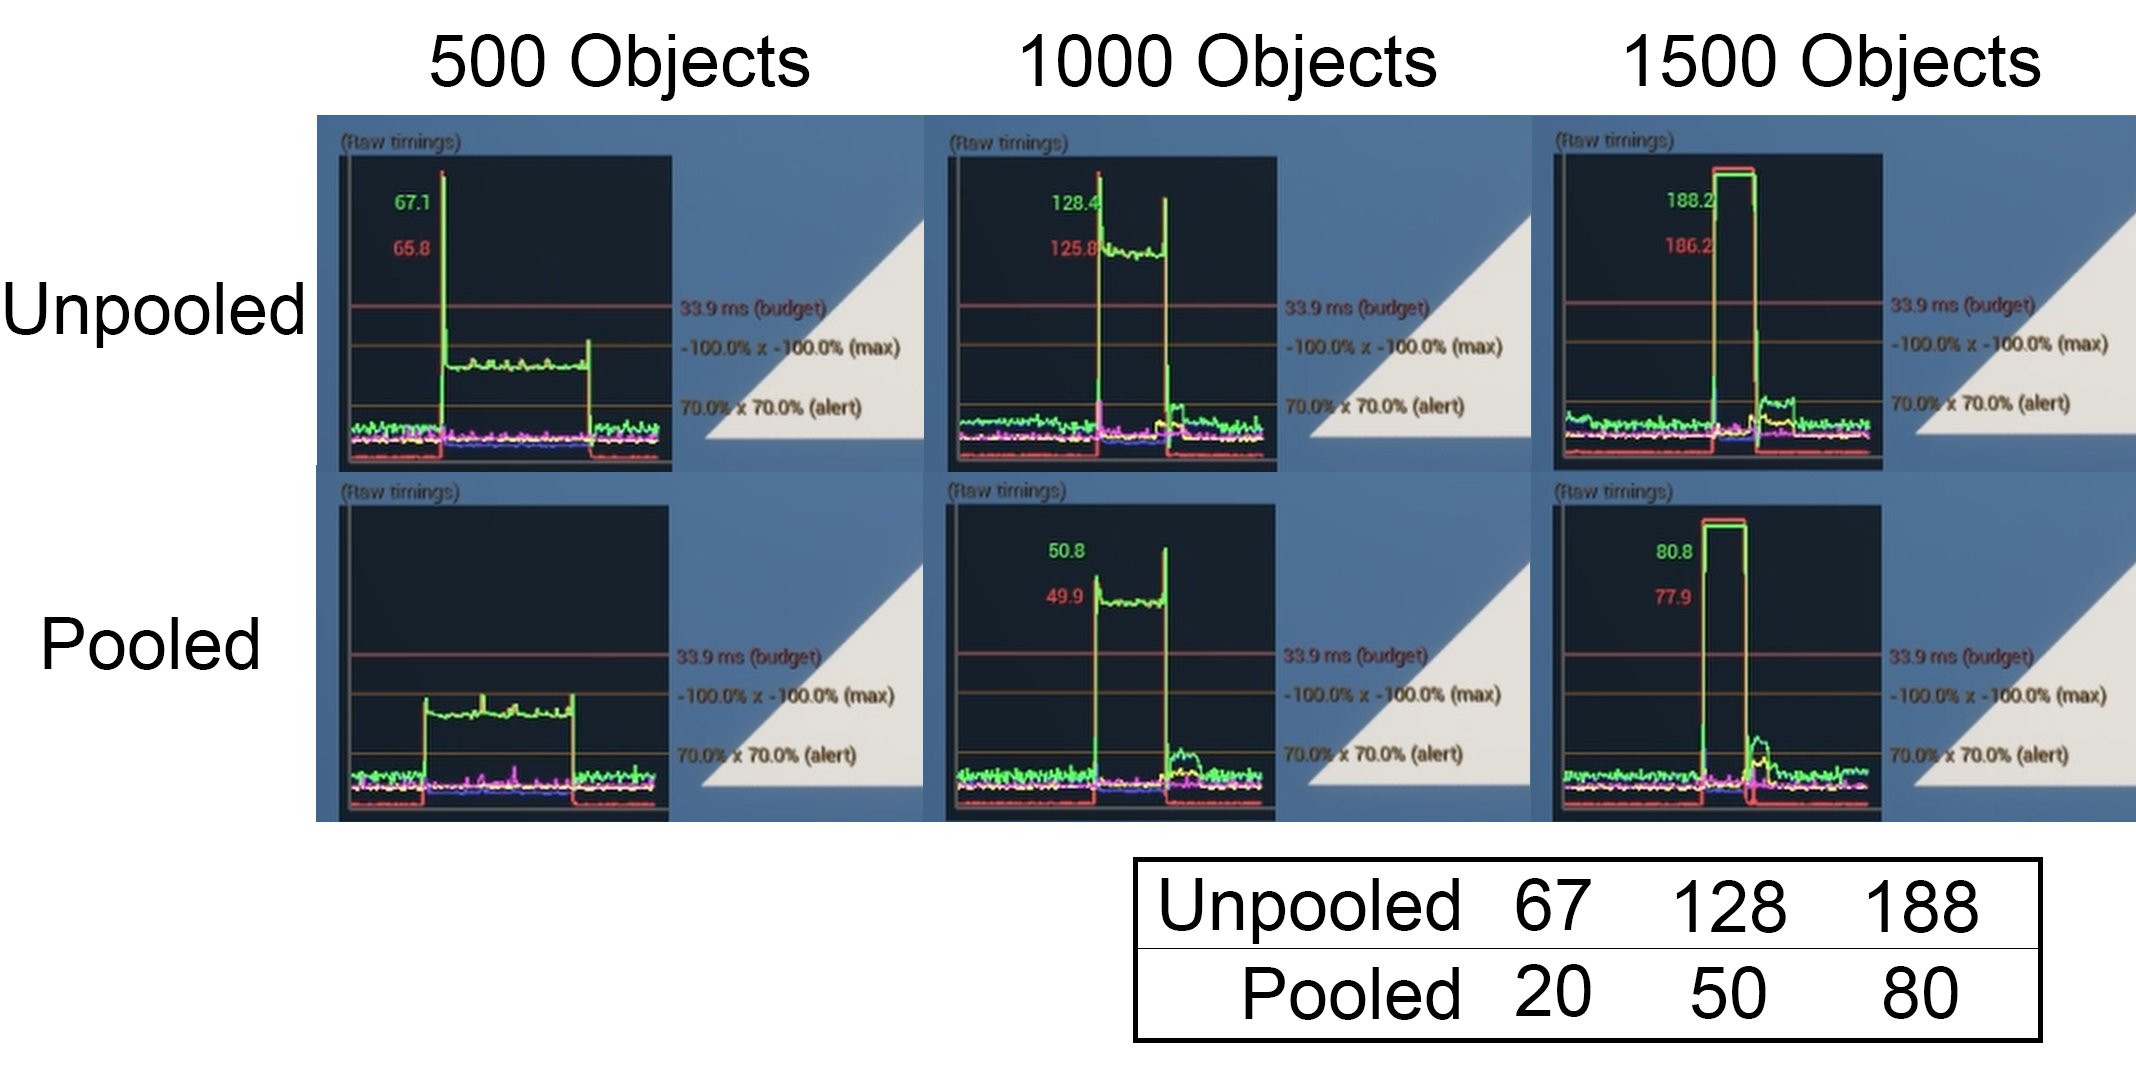 500 Objects 1000 Objects 1500 Objects
Unpooled
(Raw timings)
67.1
65.8
33.9 ms (budget)
-100.0% x -100.0% (max)
70.0% x 70.0% (alert)
(Raw timings)
128.4
125.8
33.9 ms (budget)
-100.0% x -100.0% (max)
70.0% x 70.0% (alert)
(Raw timings)
188.2
186.2
33.9 ms (budget)
-100.0% x -100.0% (max)
70.0% x 70.0% (alert)
Pooled
(Raw timings)
33.9 ms (budget)
-100.0% x -100.0% (max)
70.0% x 70.0% (alert)
(Raw timings)
50.8
49.9
33.9 ms (budget)
-100.0% x -100.0% (max)
70.0% x 70.0% (alert)
(Raw timings)
80.8
77.9
33.9 ms (budget)
-100.0% x -100.0% (max)
70.0% x 70.0% (alert)
Unpooled 67 128 188
Pooled 20 50 80